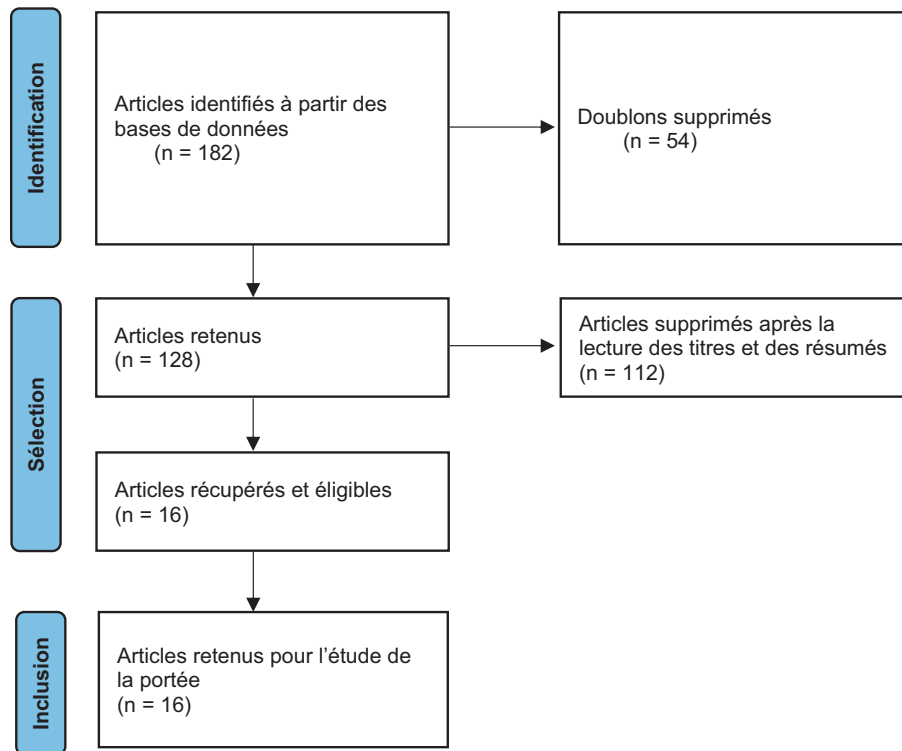 Identification
Articles identifiés à partir des
bases de données
(n = 182)
Doublons supprimés
(n = 54)
Sélection
Articles retenus
(n = 128)
Articles supprimés après la
lecture des titres et des résumés
(n = 112)
Articles récupérés et éligibles
(n = 16)
Inclusion
Articles retenus pour l’étude de
la portée
(n = 16)